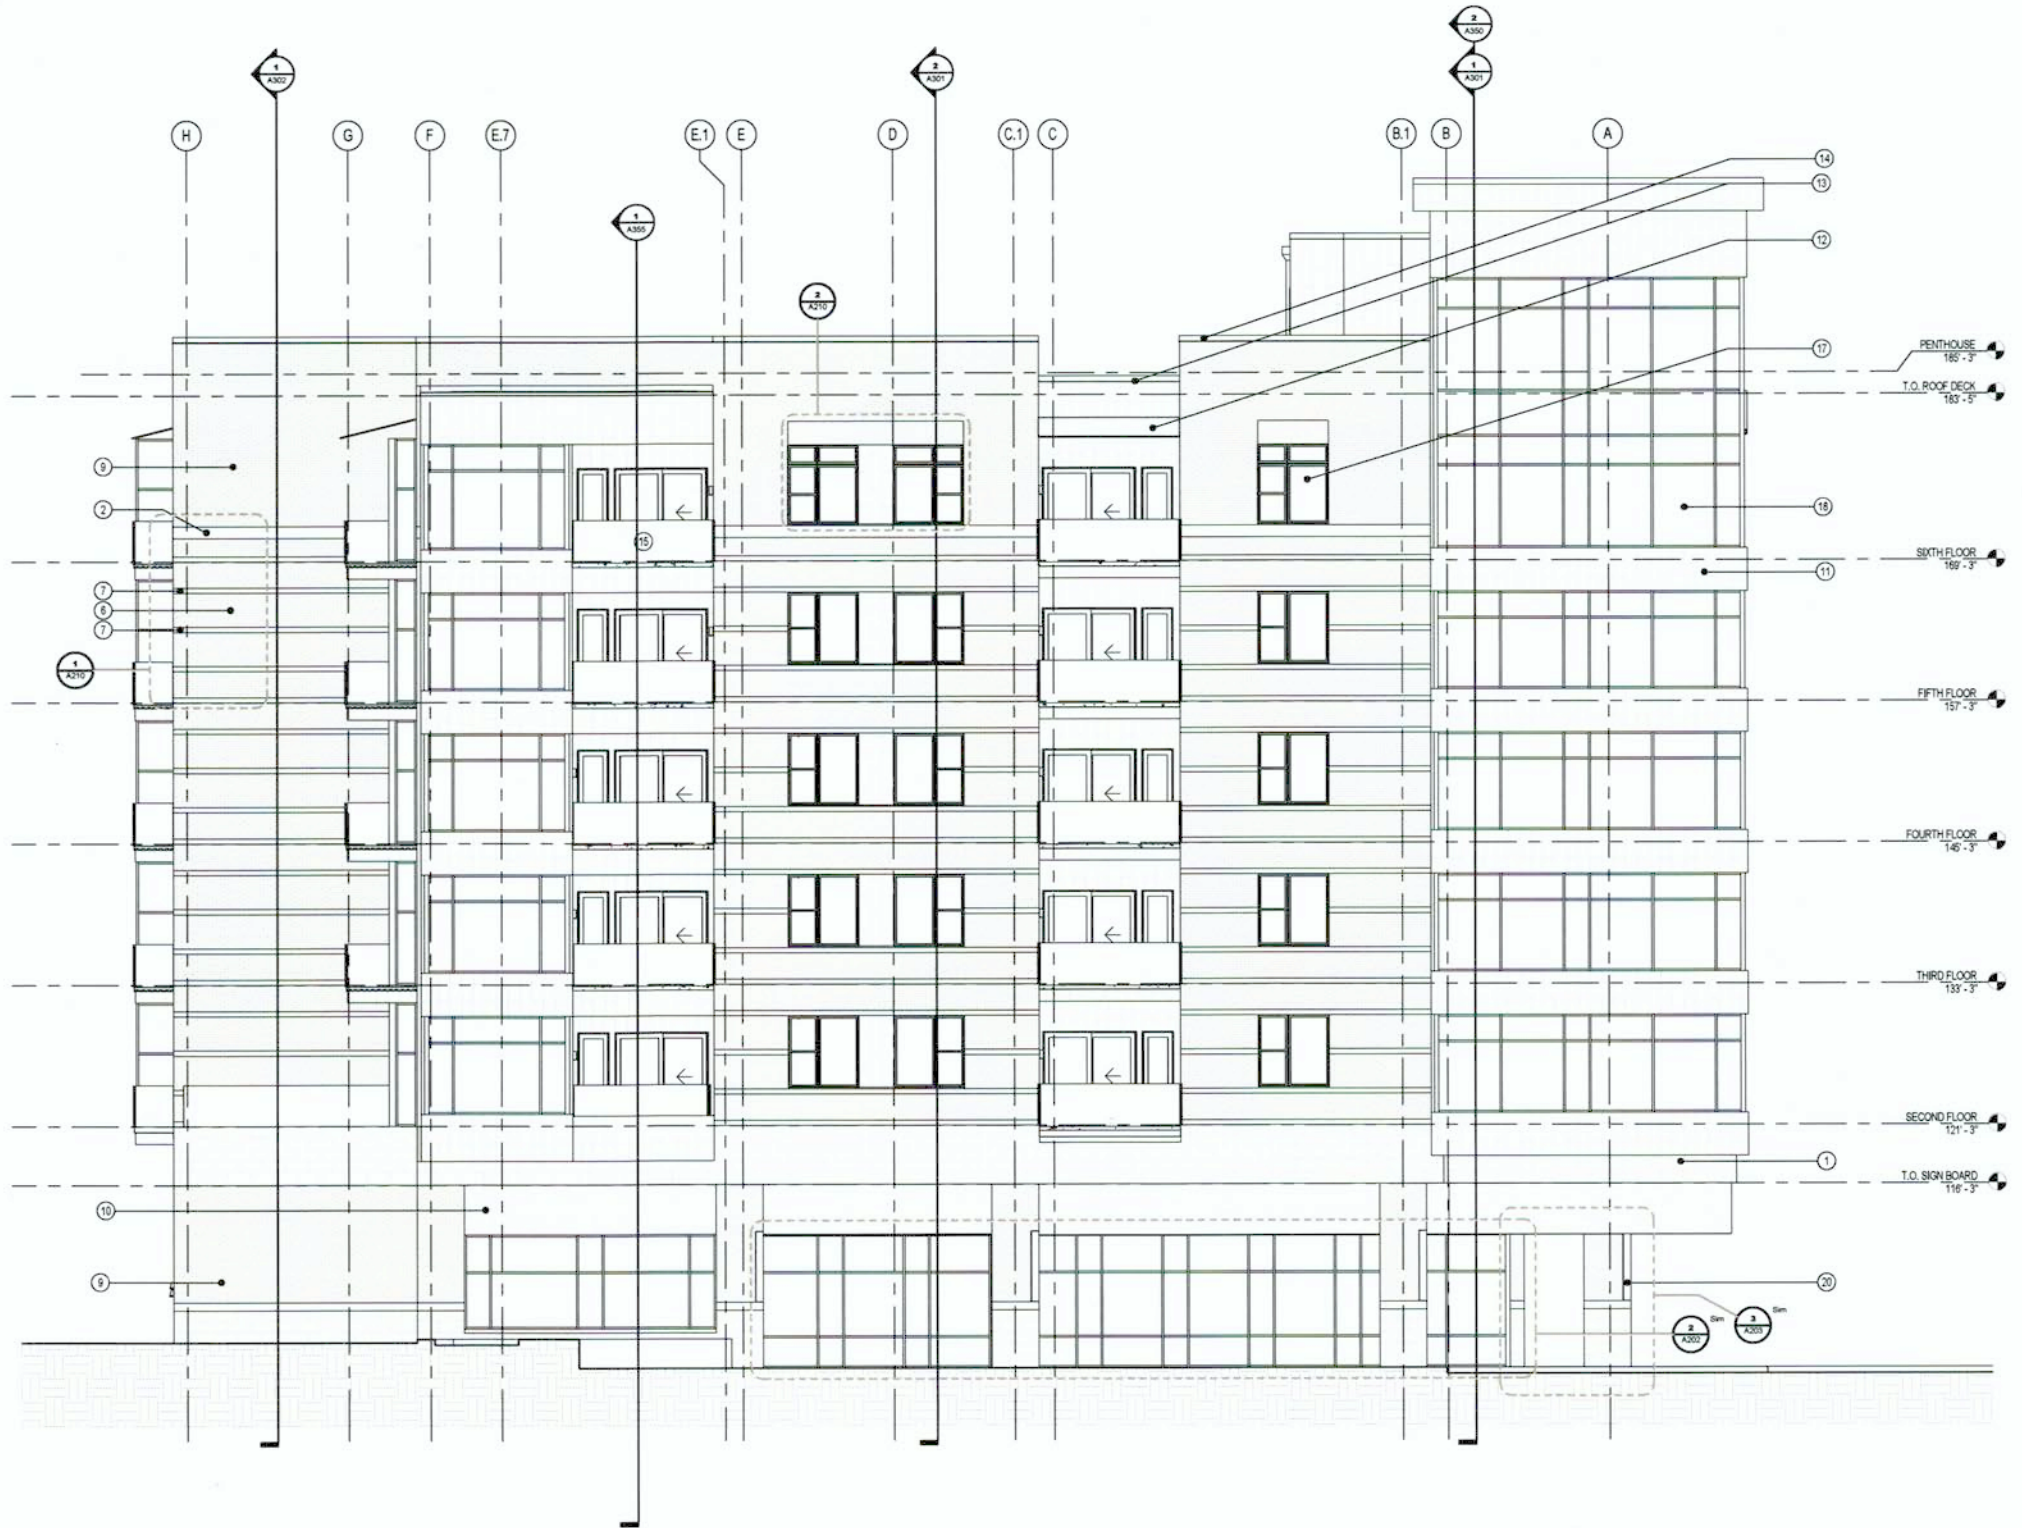 2
A350
1
A302
2
A301
1
A301
H
G
F
E.7
E.1
E
D
C.1
C
B.1
B
A
14
13
1
A355
12
2
A210
PENTHOUSE
185' - 3"
17
T.O. ROOF DECK
183' - 5"
9
2
18
15
SIXTH FLOOR
169' - 3"
11
7
6
7
1
A210
FIFTH FLOOR
157' - 3"
FOURTH FLOOR
145' - 3"
THIRD FLOOR
133' - 3"
SECOND FLOOR
121' - 3"
1
T.O. SIGN BOARD
116' - 3"
10
9
20
Sim
3
A203
Sim
2
A202